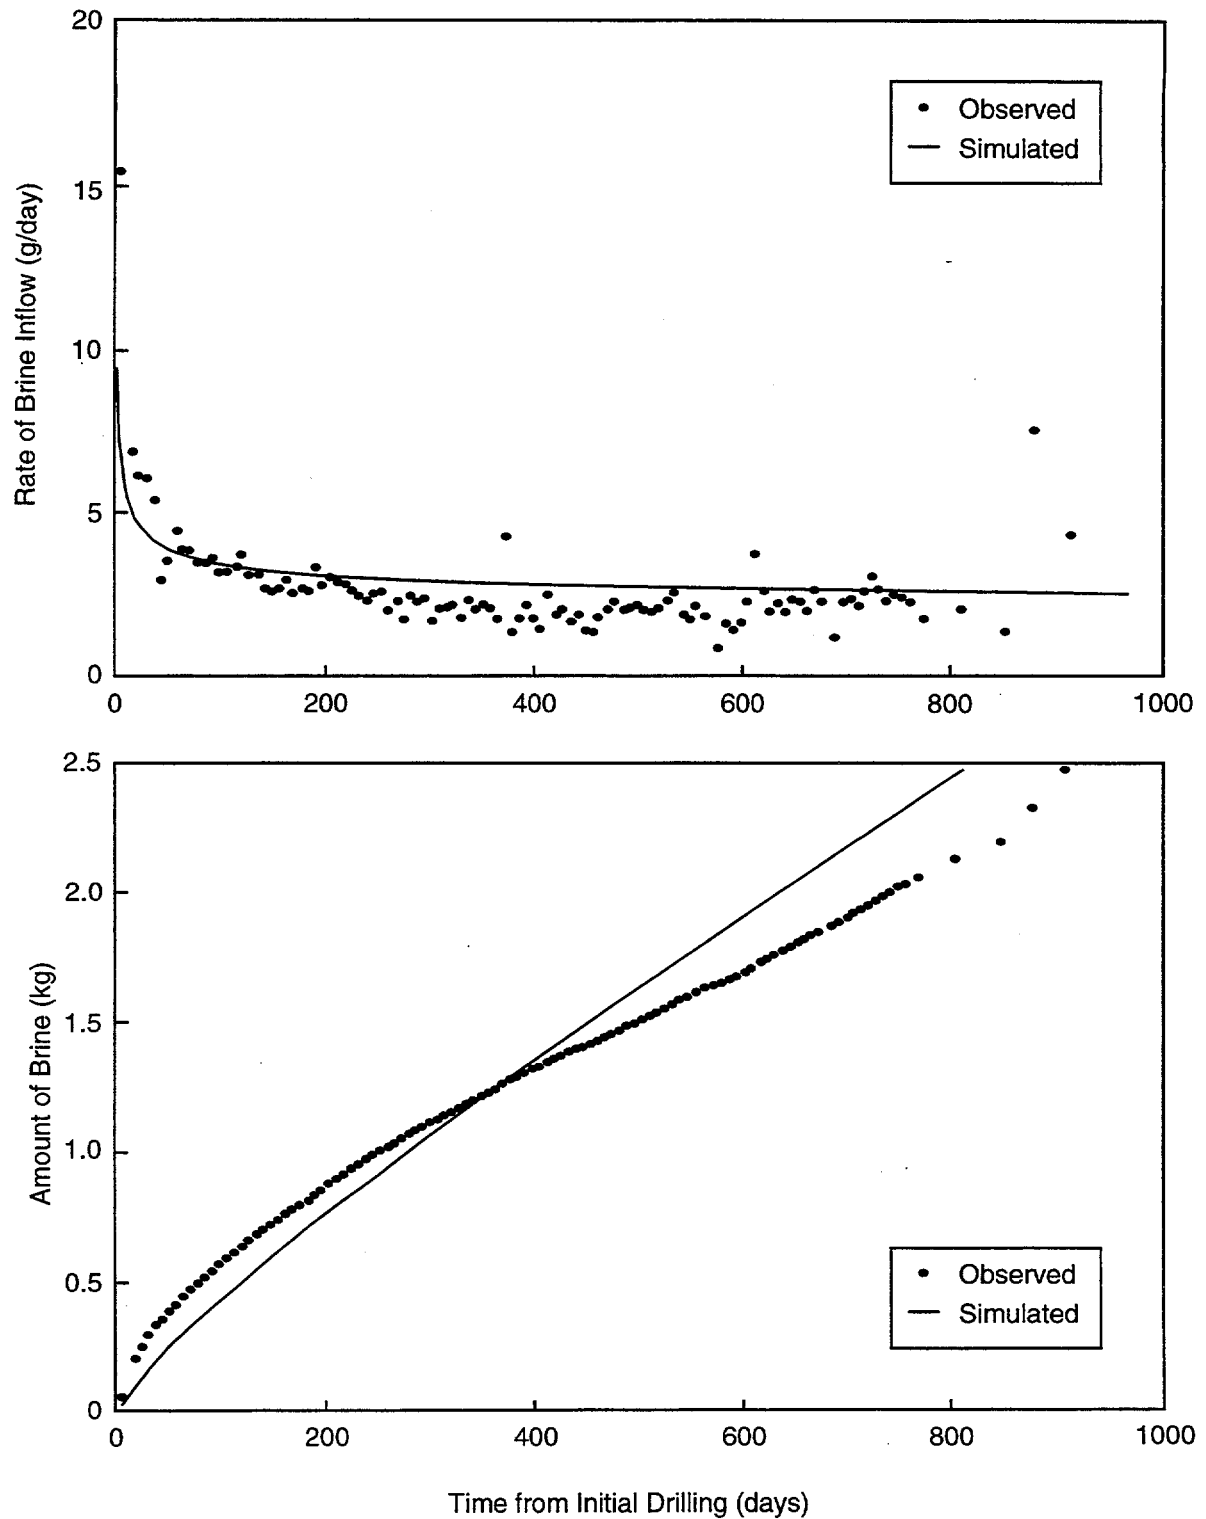 20
15
10
5
0
Rate of Brine Inflow (g/day)
Observed
Simulated
0 200 400 600 800 1000
2.5
2.0
1.5
1.0
0.5
0
Amount of Brine (kg)
Observed
Simulated
0 200 400 600 800 1000
Time from Initial Drilling (days)